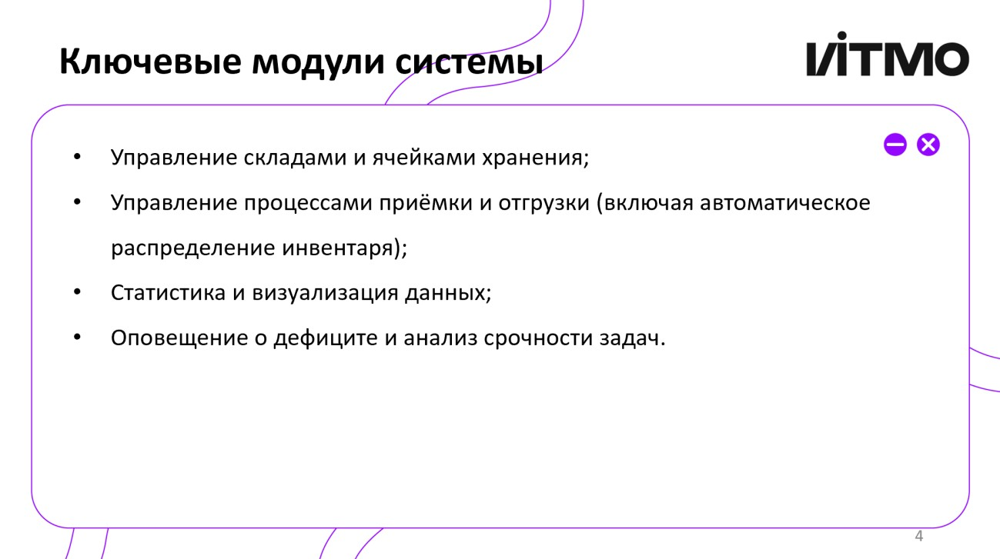 Ключевые модули системы
ИТМО
• Управление складами и ячейками хранения;
• Управление процессами приёмки и отгрузки (включая автоматическое
распределение инвентаря);
• Статистика и визуализация данных;
• Оповещение о дефиците и анализ срочности задач.
4